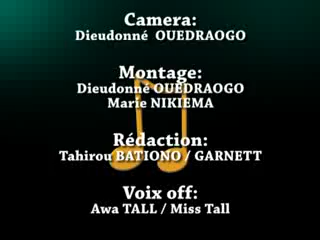 Camera:
Dieudonné OUEDRAOGO
Montage:
Dieudonné OUEDRAOGO
Marie NIKIEMA
Rédaction:
Tahirou BATIONO / GARNETT
Voix off:
Awa TALL / Miss Tall